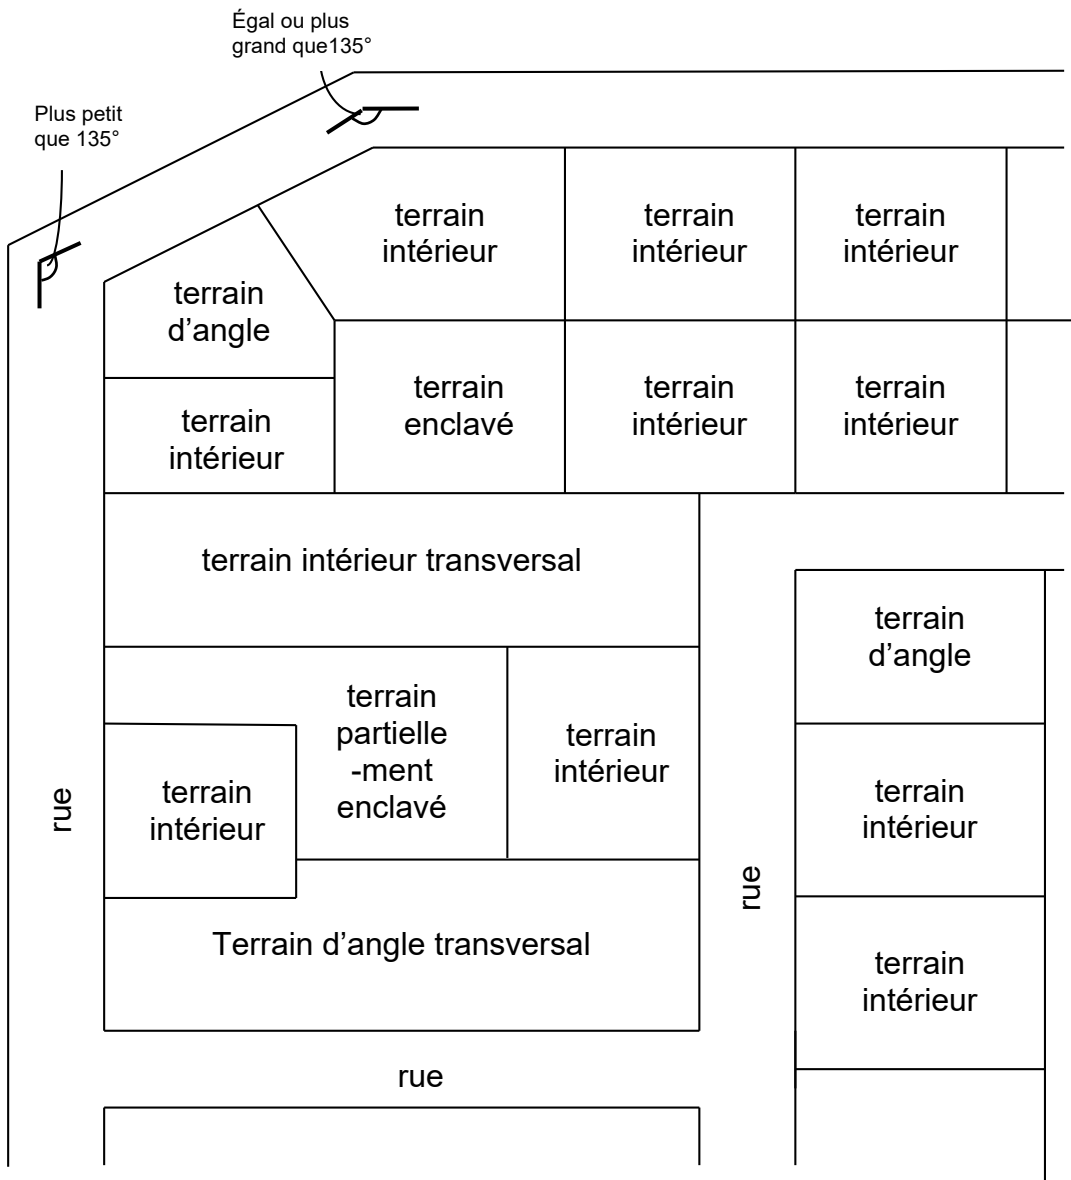 Égal ou plus
grand que135°
Plus petit
que 135°
terrain
intérieur
terrain
intérieur
terrain
intérieur
terrain
d’angle
terrain
enclavé
terrain
intérieur
terrain
intérieur
terrain
intérieur
terrain intérieur transversal
terrain
d’angle
terrain
partielle
-ment
enclavé
terrain
intérieur
terrain
intérieur
terrain
intérieur
rue
rue
Terrain d’angle transversal
terrain
intérieur
rue